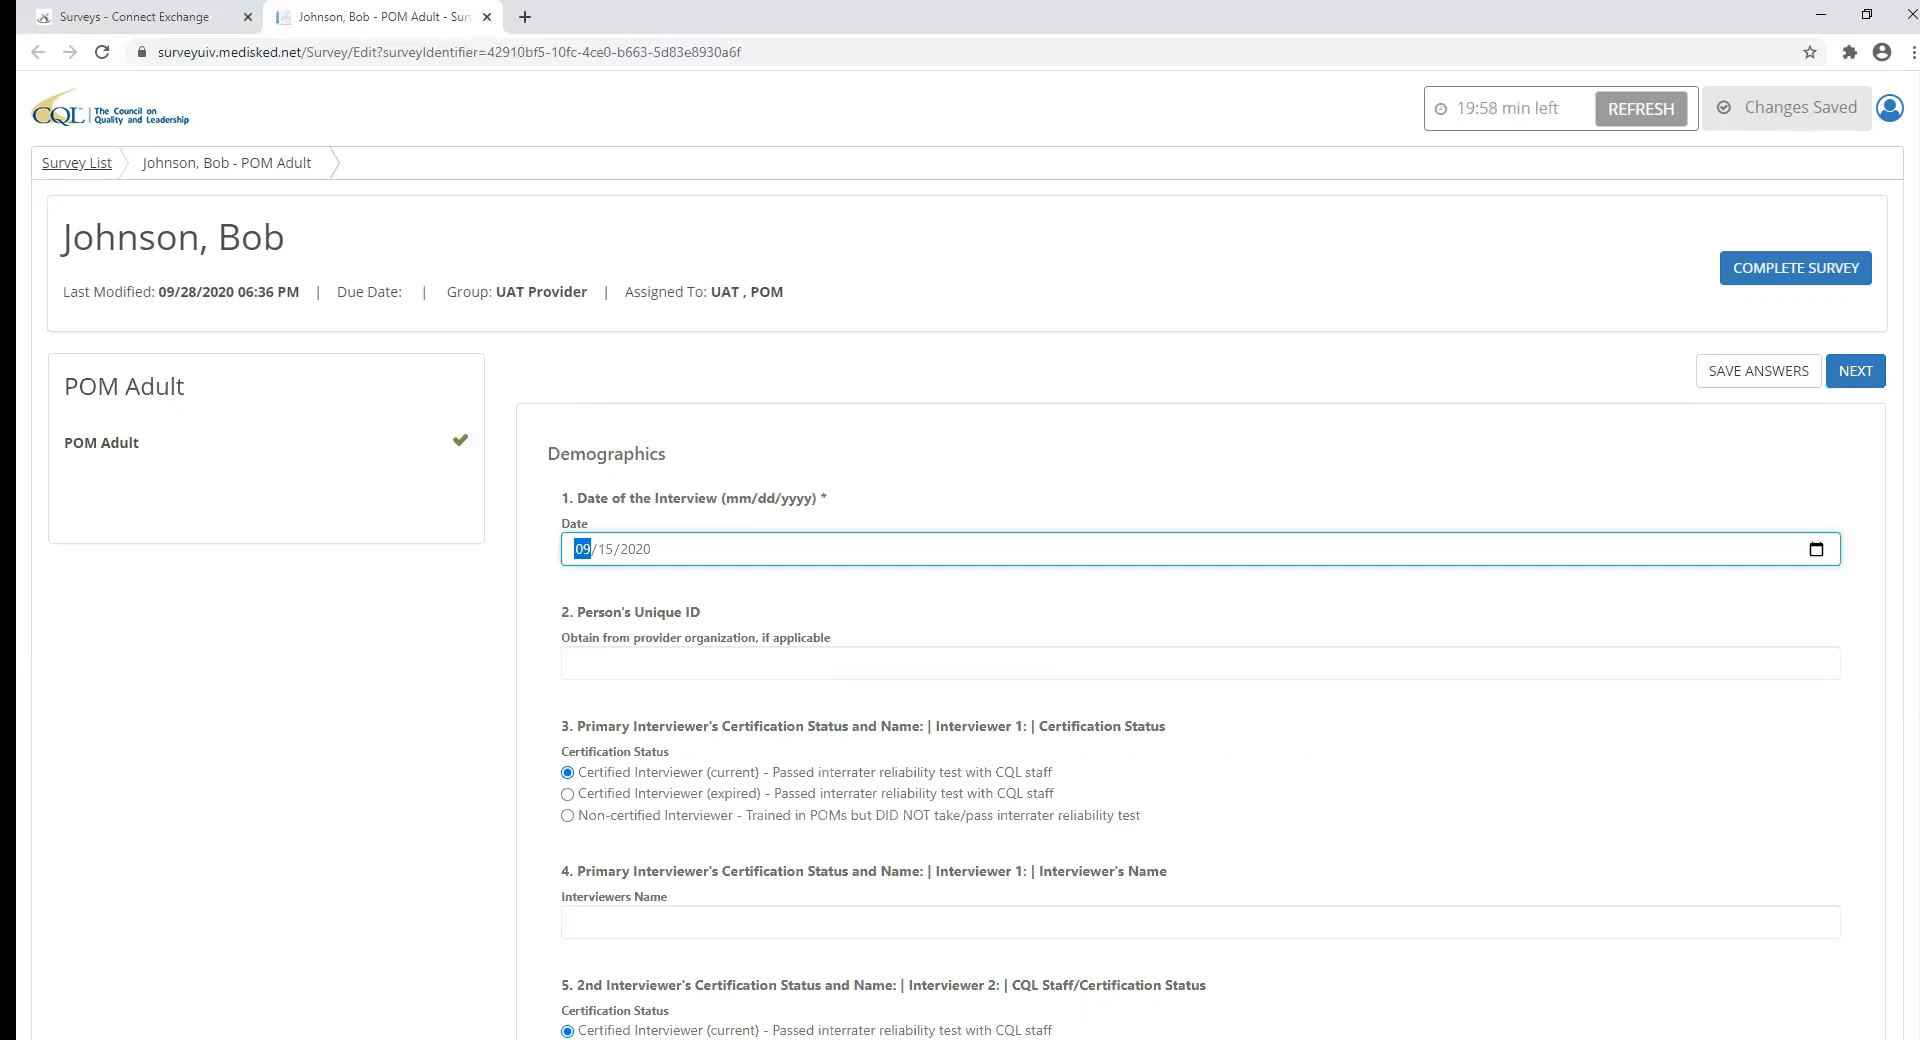 Surveys - Connect Exchange
Johnson, Bob - POM Adult - Sur
surveyuiv.medisked.net/Survey/Edit?surveyIdentifier=42910bf5-10fc-4ce0-b663-5d83e8930a6f
CQL | The Council on
Quality and Leadership
19:58 min left
REFRESH
Changes Saved
Survey List
Johnson, Bob - POM Adult
Johnson, Bob
COMPLETE SURVEY
Last Modified: 09/28/2020 06:36 PM | Due Date: | Group: UAT Provider | Assigned To: UAT , POM
POM Adult
POM Adult
SAVE ANSWERS
NEXT
Demographics
1. Date of the Interview (mm/dd/yyyy) *
Date
09/15/2020
2. Person's Unique ID
Obtain from provider organization, if applicable
3. Primary Interviewer's Certification Status and Name: | Interviewer 1: | Certification Status
Certification Status
Certified Interviewer (current) - Passed interrater reliability test with CQL staff
Certified Interviewer (expired) - Passed interrater reliability test with CQL staff
Non-certified Interviewer - Trained in POMs but DID NOT take/pass interrater reliability test
4. Primary Interviewer's Certification Status and Name: | Interviewer 1: | Interviewer's Name
Interviewers Name
5. 2nd Interviewer's Certification Status and Name: | Interviewer 2: | CQL Staff/Certification Status
Certification Status
Certified Interviewer (current) - Passed interrater reliability test with CQL staff